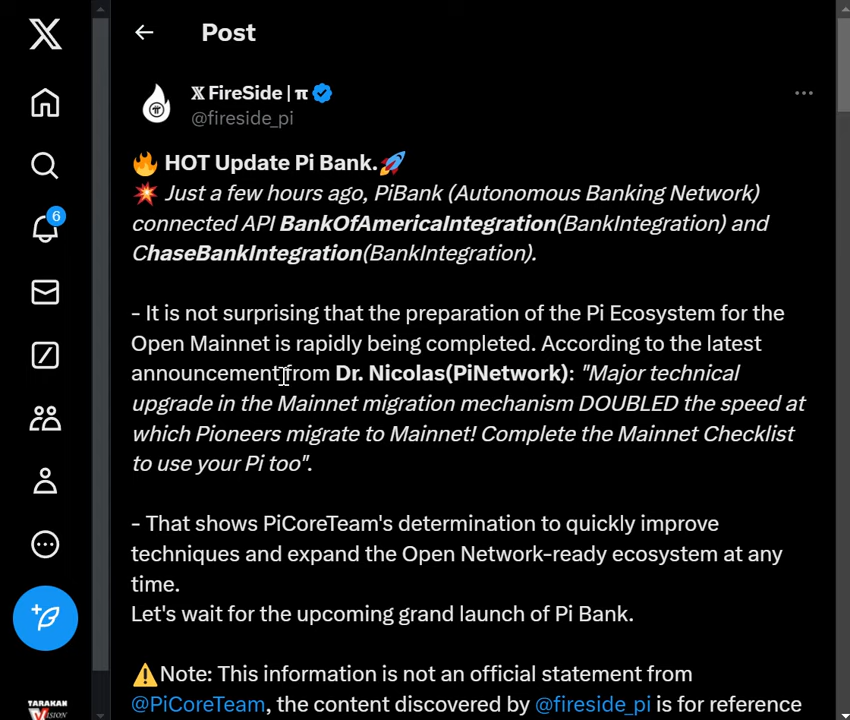 Post
𝕏 FireSide | π
@fireside_pi
🔥 HOT Update Pi Bank.🚀
💥 Just a few hours ago, PiBank (Autonomous Banking Network)
connected API BankOfAmericaIntegration(BankIntegration) and
ChaseBankIntegration(BankIntegration).
- It is not surprising that the preparation of the Pi Ecosystem for the
Open Mainnet is rapidly being completed. According to the latest
announcement from Dr. Nicolas(PiNetwork): "Major technical
upgrade in the Mainnet migration mechanism DOUBLED the speed at
which Pioneers migrate to Mainnet! Complete the Mainnet Checklist
to use your Pi too".
- That shows PiCoreTeam's determination to quickly improve
techniques and expand the Open Network-ready ecosystem at any
time.
Let's wait for the upcoming grand launch of Pi Bank.
⚠️Note: This information is not an official statement from
@PiCoreTeam, the content discovered by @fireside_pi is for reference
6
TARAKAN
VISION